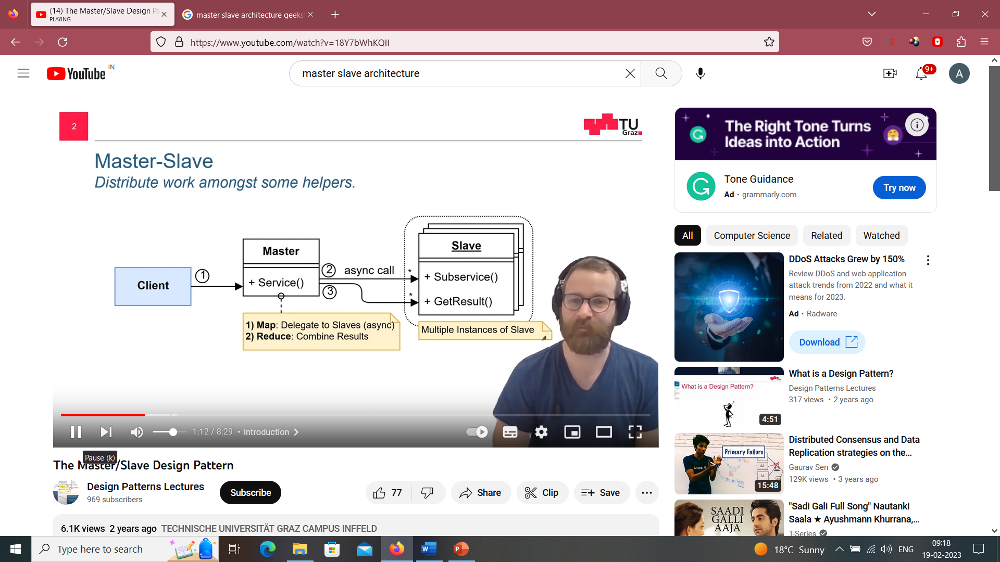 (14) The Master/Slave Design Pa
PLAYING
master slave architecture geeks
https://www.youtube.com/watch?v=18Y7bWhKQII
YouTube IN
master slave architecture
9+
A
2
TU
Graz
Master-Slave
Distribute work amongst some helpers.
Client
1
Master
+ Service()
2
async call
3
*
*
Slave
+ Subservice()
+ GetResult()
1) Map: Delegate to Slaves (async)
2) Reduce: Combine Results
Multiple Instances of Slave
1:12 / 8:29 • Introduction
Pause (k)
The Master/Slave Design Pattern
Design Patterns Lectures
969 subscribers
Subscribe
77
Share
Clip
Save
6.1K views 2 years ago TECHNISCHE UNIVERSITÄT GRAZ CAMPUS INFFELD
The Right Tone Turns
Ideas into Action
Tone Guidance
Ad · grammarly.com
Try now
All
Computer Science
Related
Watched
DDoS Attacks Grew by 150%
Review DDoS and web application
attack trends from 2022 and what it
means for 2023.
Ad · Radware
Download
What is a Design Pattern?
4:51
What is a Design Pattern?
Design Patterns Lectures
317 views • 2 years ago
Primary Failure
S2
S3
15:48
Distributed Consensus and Data
Replication strategies on the...
Gaurav Sen
129K views • 3 years ago
SAADI
GALLI
AAJA
"Sadi Gali Full Song" Nautanki
Saala ★ Ayushmann Khurrana,...
T-Series
Type here to search
18°C Sunny
ENG
09:18
19-02-2023